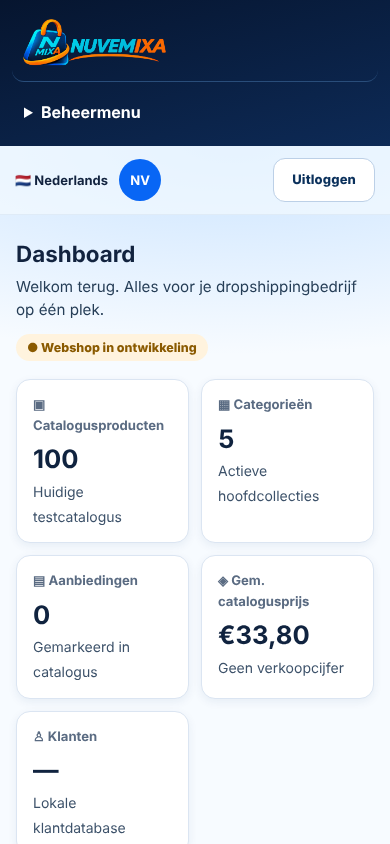 N
MIXA
NUVEMIXA
▶ Beheermenu
🇳🇱 Nederlands
NV
Uitloggen
Dashboard
Welkom terug. Alles voor je dropshippingbedrijf
op één plek.
● Webshop in ontwikkeling
▣
Catalogusproducten
100
Huidige
testcatalogus
▦ Categorieën
5
Actieve
hoofdcollecties
▤ Aanbiedingen
0
Gemarkeerd in
catalogus
◈ Gem.
catalogusprijs
€33,80
Geen verkoopcijfer
♙ Klanten
—
Lokale
klantdatabase